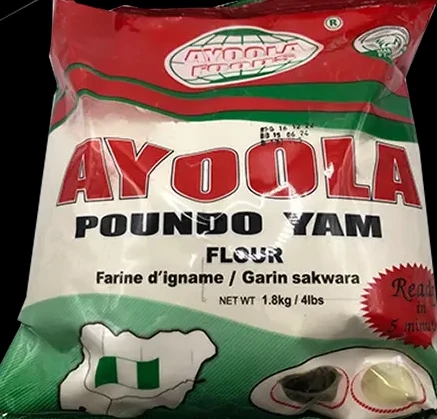 AYOOLA
FOODS
®
AYOOLA
POUNDO YAM
FLOUR
Farine d'igname / Garin sakwara
NET WT 1.8kg / 4lbs
Ready
in
5 minutes